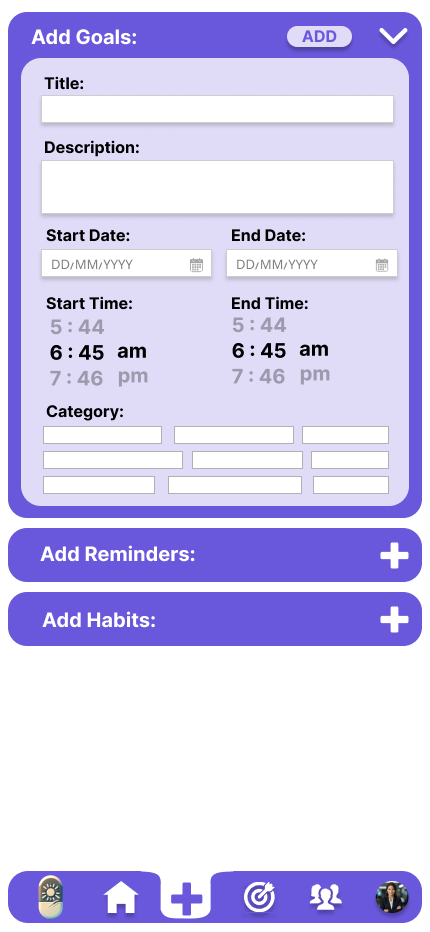 Add Goals: ADD
Title:
Description:
Start Date: End Date:
DD/MM/YYYY DD/MM/YYYY
Start Time: End Time:
5 : 44 5 : 44
6 : 45 am 6 : 45 am
7 : 46 pm 7 : 46 pm
Category:
Add Reminders:
Add Habits: